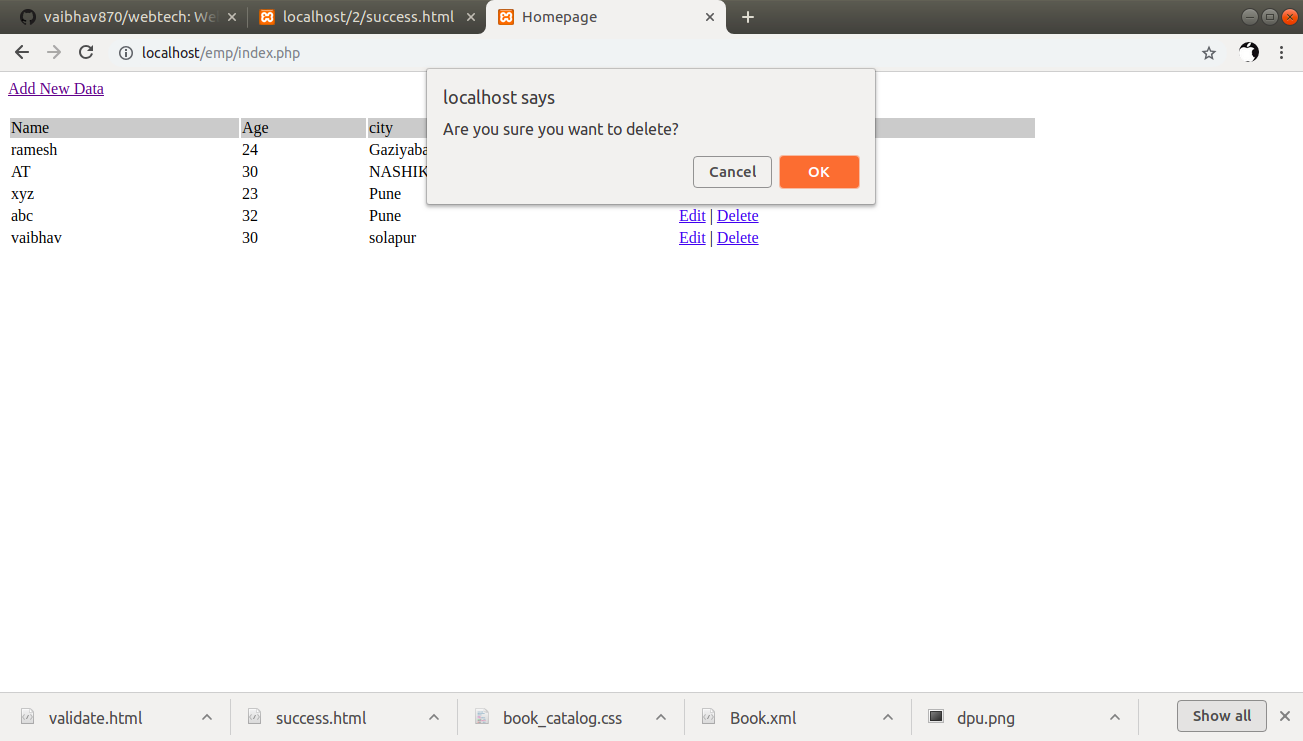 vaibhav870/webtech: We
localhost/2/success.html
Homepage
localhost/emp/index.php
Add New Data
localhost says
Are you sure you want to delete?
Cancel OK
Name Age city
ramesh 24 Gaziyaba
AT 30 NASHIK
xyz 23 Pune
abc 32 Pune Edit | Delete
vaibhav 30 solapur Edit | Delete
validate.html success.html book_catalog.css Book.xml dpu.png Show all